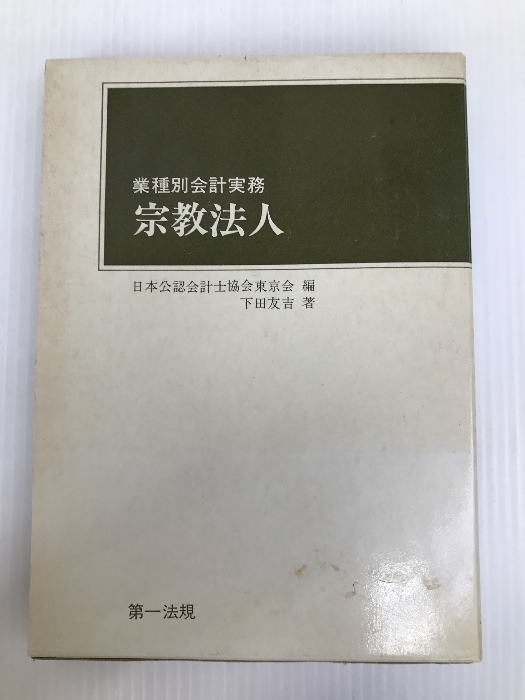 業種別会計実務
宗教法人
日本公認会計士協会東京会 編
下田友吉 著
第一法規